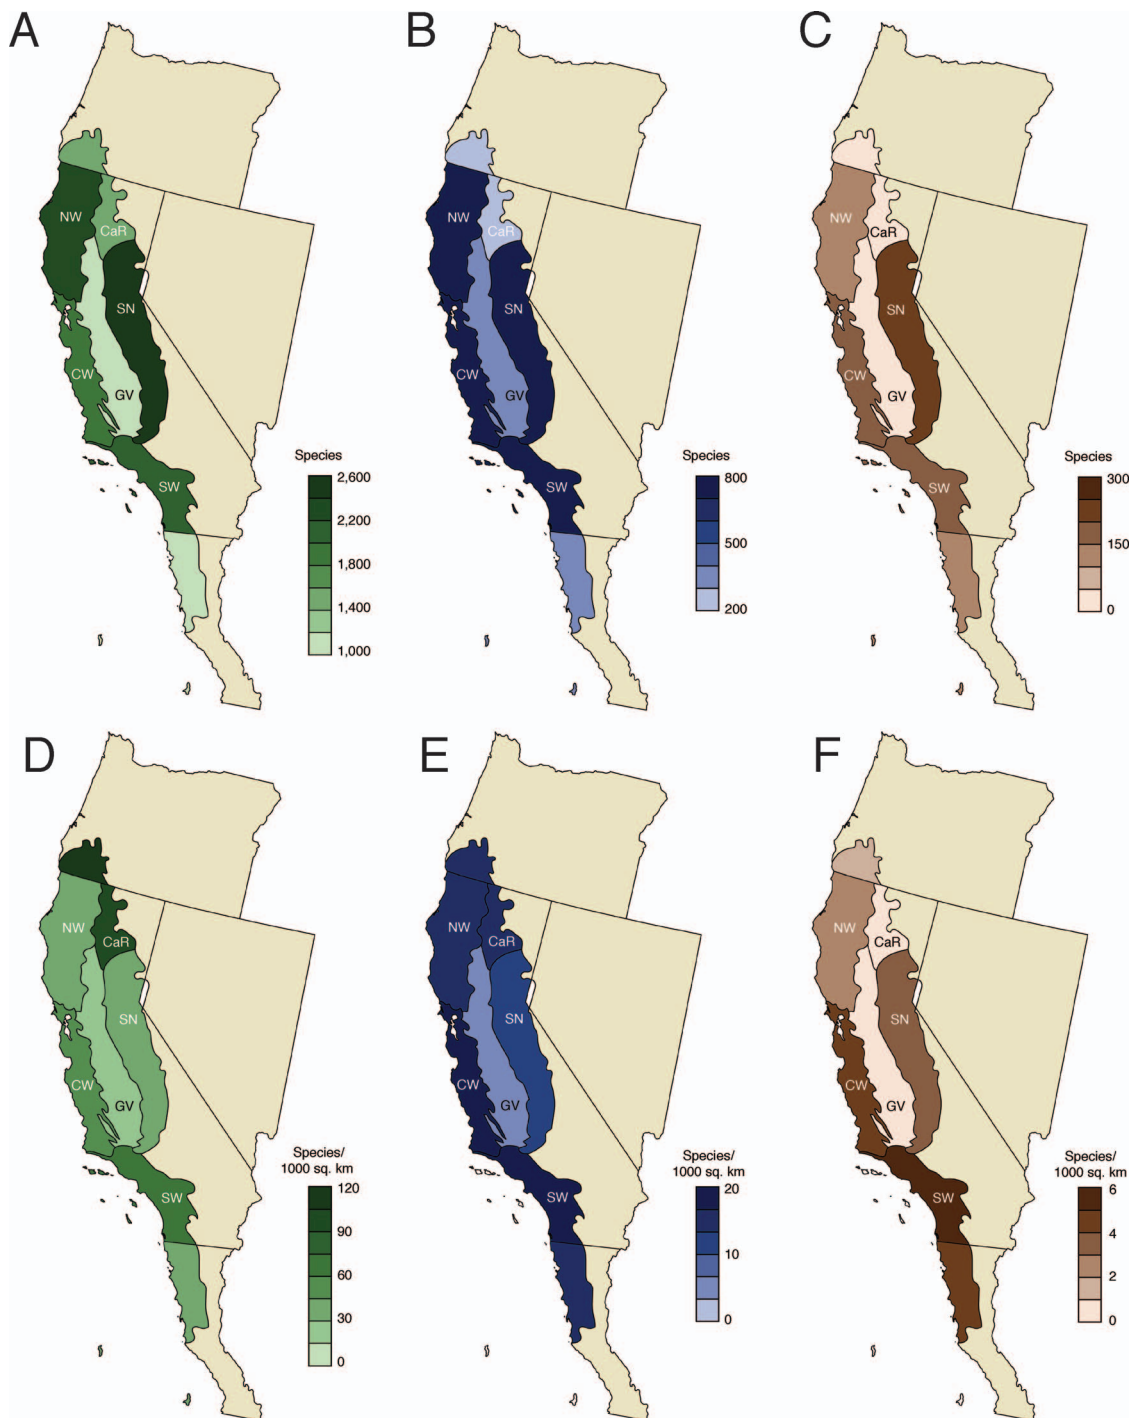 A
NW
CaR
SN
CW
GV
SW
Species
2,600
2,200
1,800
1,400
1,000
B
NW
CaR
SN
CW
GV
SW
Species
800
500
200
C
NW
CaR
SN
CW
GV
SW
Species
300
150
0
D
NW
CaR
SN
CW
GV
SW
Species/
1000 sq. km
120
90
60
30
0
E
NW
CaR
SN
CW
GV
SW
Species/
1000 sq. km
20
10
0
F
NW
CaR
SN
CW
GV
SW
Species/
1000 sq. km
6
4
2
0